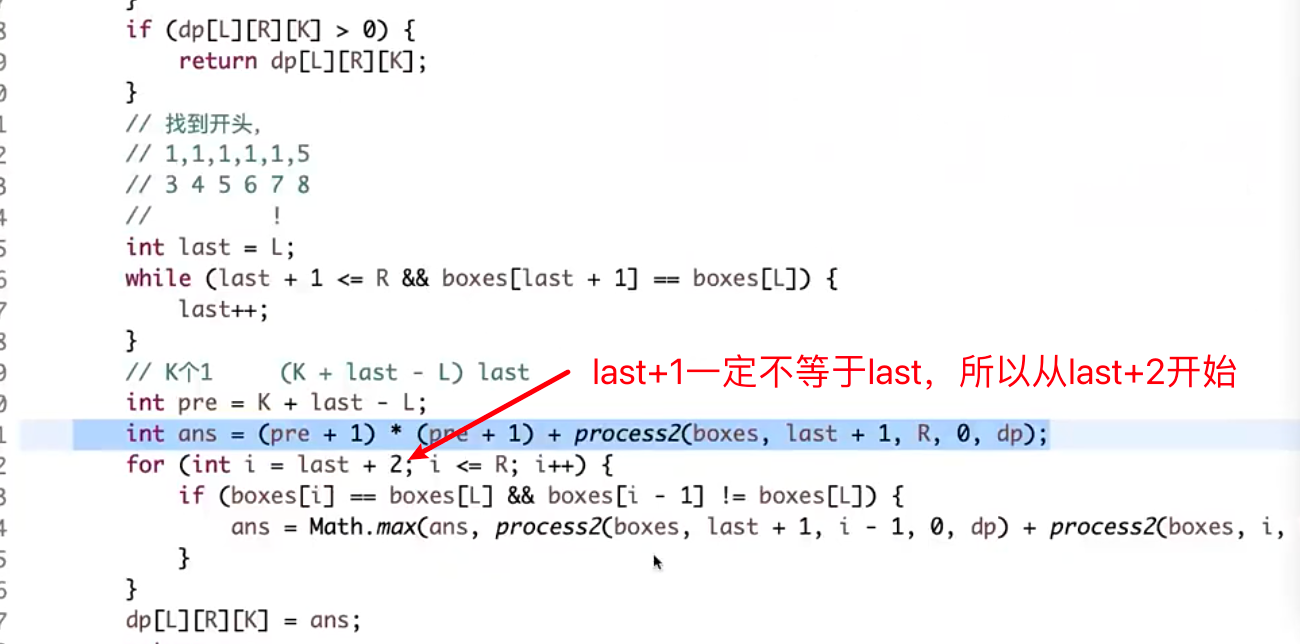 8 if (dp[L][R][K] > 0) {
9 return dp[L][R][K];
0 }
1 // 找到开头,
2 // 1,1,1,1,1,5
3 // 3 4 5 6 7 8
4 // !
5 int last = L;
6 while (last + 1 <= R && boxes[last + 1] == boxes[L]) {
7 last++;
8 }
9 // K个1 (K + last - L) last
0 int pre = K + last - L;
last+1一定不等于last，所以从last+2开始
1 int ans = (pre + 1) * (pre + 1) + process2(boxes, last + 1, R, 0, dp);
2 for (int i = last + 2; i <= R; i++) {
3 if (boxes[i] == boxes[L] && boxes[i - 1] != boxes[L]) {
4 ans = Math.max(ans, process2(boxes, last + 1, i - 1, 0, dp) + process2(boxes, i,
5 }
6 }
7 dp[L][R][K] = ans;